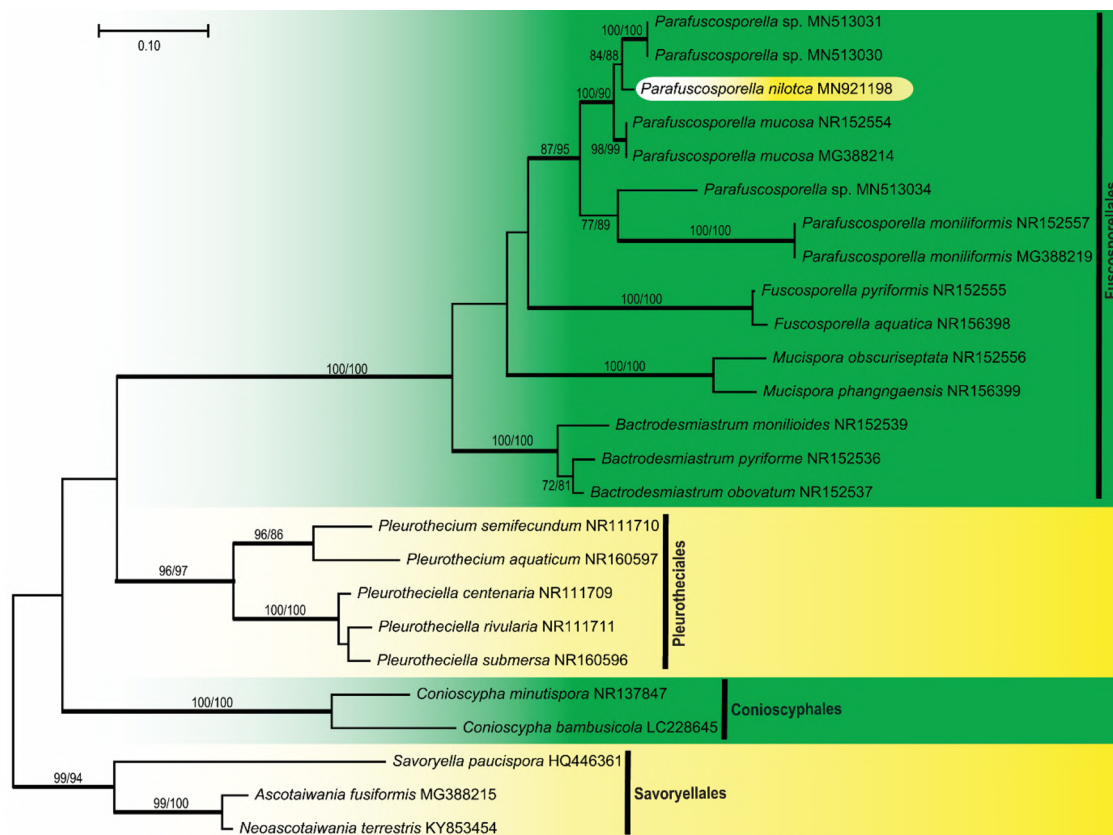 0.10
100/100
Parafuscosporella sp. MN513031
84/88
Parafuscosporella sp. MN513030
100/90
Parafuscosporella nilotca MN921198
Parafuscosporella mucosa NR152554
87/95
98/99
Parafuscosporella mucosa MG388214
Parafuscosporella sp. MN513034
77/89
Parafuscosporella moniliformis NR152557
100/100
Parafuscosporella moniliformis MG388219
Fuscosporellales
Fuscosporella pyriformis NR152555
100/100
Fuscosporella aquatica NR156398
Mucispora obscuriseptata NR152556
100/100
100/100
Mucispora phangngaensis NR156399
Bactrodesmiastrum monilioides NR152539
100/100
Bactrodesmiastrum pyriforme NR152536
72/81
Bactrodesmiastrum obovatum NR152537
Pleurothecium semifecundum NR111710
96/86
Pleurothecium aquaticum NR160597
96/97
Pleurotheciella centenaria NR111709
100/100
Pleurotheciella rivularia NR111711
Pleurotheciella submersa NR160596
Pleurotheciales
Conioscypha minutispora NR137847
100/100
Conioscyphales
Conioscypha bambusicola LC228645
Savoryella paucispora HQ446361
99/94
Ascotaiwania fusiformis MG388215
Savoryellales
99/100
Neoascotaiwania terrestris KY853454